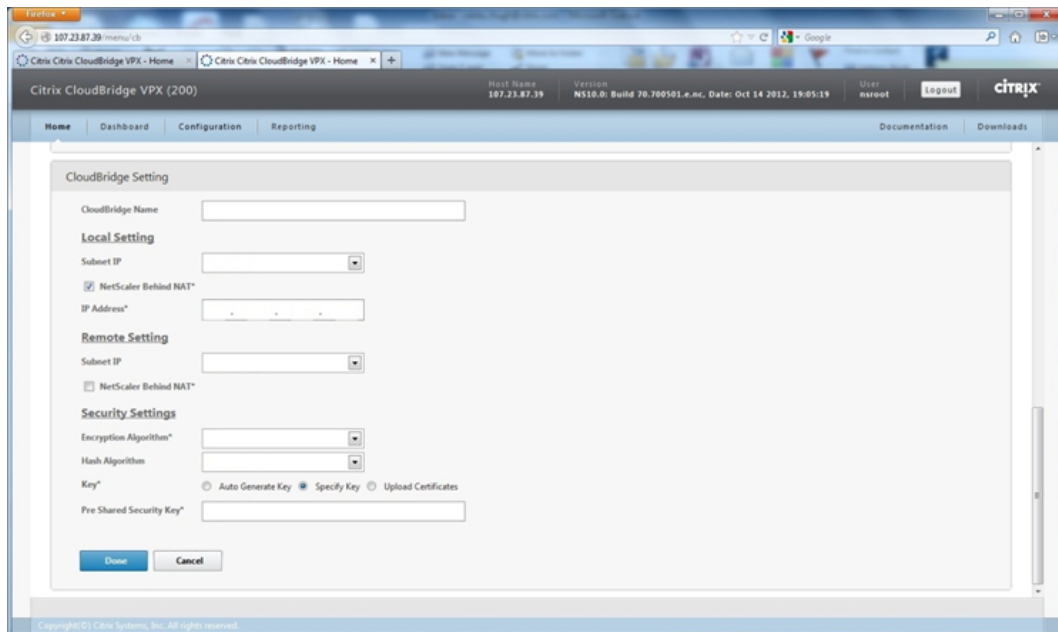 Firefox
107.23.87.39/menu/cb
Google
Citrix Citrix CloudBridge VPX - Home
Citrix Citrix CloudBridge VPX - Home
Citrix CloudBridge VPX (200)
Host Name
107.23.87.39
Version
NS10.0: Build 70.700501.e.nc, Date: Oct 14 2012, 19:05:19
User
nsroot
Logout
CITRIX
Home Dashboard Configuration Reporting Documentation Downloads
CloudBridge Setting
CloudBridge Name
Local Setting
Subnet IP
NetScaler Behind NAT*
IP Address*
Remote Setting
Subnet IP
NetScaler Behind NAT*
Security Settings
Encryption Algorithm*
Hash Algorithm
Key* Auto Generate Key Specify Key Upload Certificates
Pre Shared Security Key*
Done Cancel
Copyright(C) Citrix Systems, Inc. All rights reserved.